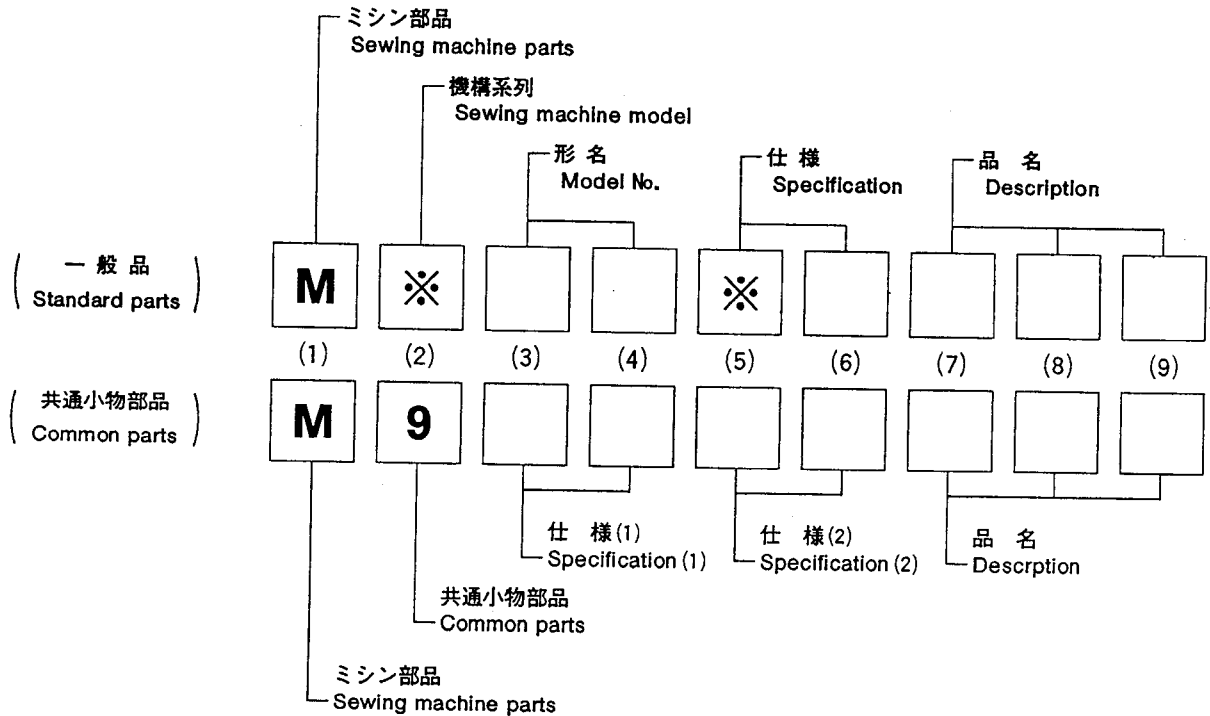 ミシン部品
Sewing machine parts
機構系列
Sewing machine model
形 名
Model No.
仕 様
Specification
品 名
Description
( 一 般 品 )
Standard parts
M ※ ※
(1) (2) (3) (4) (5) (6) (7) (8) (9)
( 共通小物部品 )
Common parts
M 9
仕 様(1)
Specification (1)
仕 様(2)
Specification (2)
品 名
Descrption
共通小物部品
Common parts
ミシン部品
Sewing machine parts